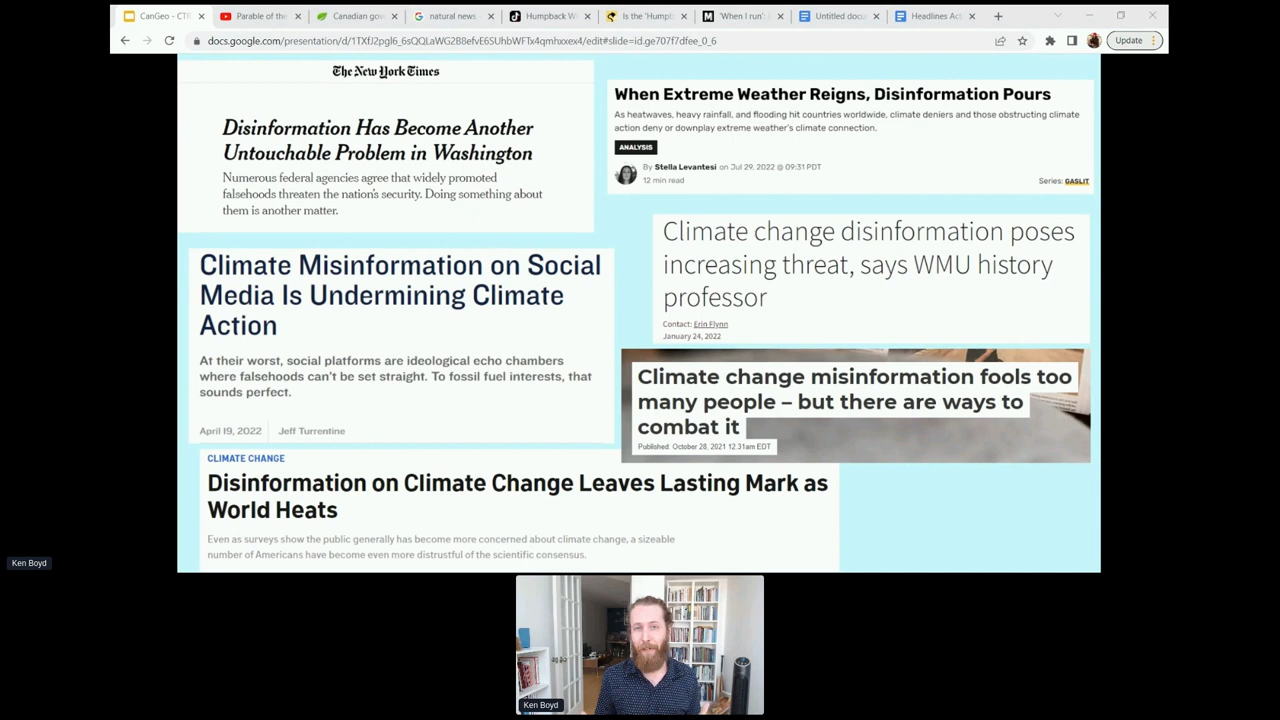 CanGeo - CTR
Parable of the
Canadian gov
natural news
Humpback W
Is the 'Humpb
'When I run':
Untitled docu
Headlines Act
docs.google.com/presentation/d/1TXfJ2pgl6_6sQQLaWG2B8efvE6SUhbWFTx4qmhxxex4/edit#slide=id.ge707f7dfee_0_6
Update
The New York Times
Disinformation Has Become Another
Untouchable Problem in Washington
Numerous federal agencies agree that widely promoted
falsehoods threaten the nation's security. Doing something about
them is another matter.
When Extreme Weather Reigns, Disinformation Pours
As heatwaves, heavy rainfall, and flooding hit countries worldwide, climate deniers and those obstructing climate
action deny or downplay extreme weather's climate connection.
ANALYSIS
By Stella Levantesi on Jul 29, 2022 @ 09:31 PDT
12 min read
Series: GASLIT
Climate change disinformation poses
increasing threat, says WMU history
professor
Contact: Erin Flynn
January 24, 2022
Climate Misinformation on Social
Media Is Undermining Climate
Action
At their worst, social platforms are ideological echo chambers
where falsehoods can't be set straight. To fossil fuel interests, that
sounds perfect.
April 19, 2022 Jeff Turrentine
Climate change misinformation fools too
many people – but there are ways to
combat it
Published: October 28, 2021 12.31am EDT
CLIMATE CHANGE
Disinformation on Climate Change Leaves Lasting Mark as
World Heats
Even as surveys show the public generally has become more concerned about climate change, a sizeable
number of Americans have become even more distrustful of the scientific consensus.
Ken Boyd
Ken Boyd